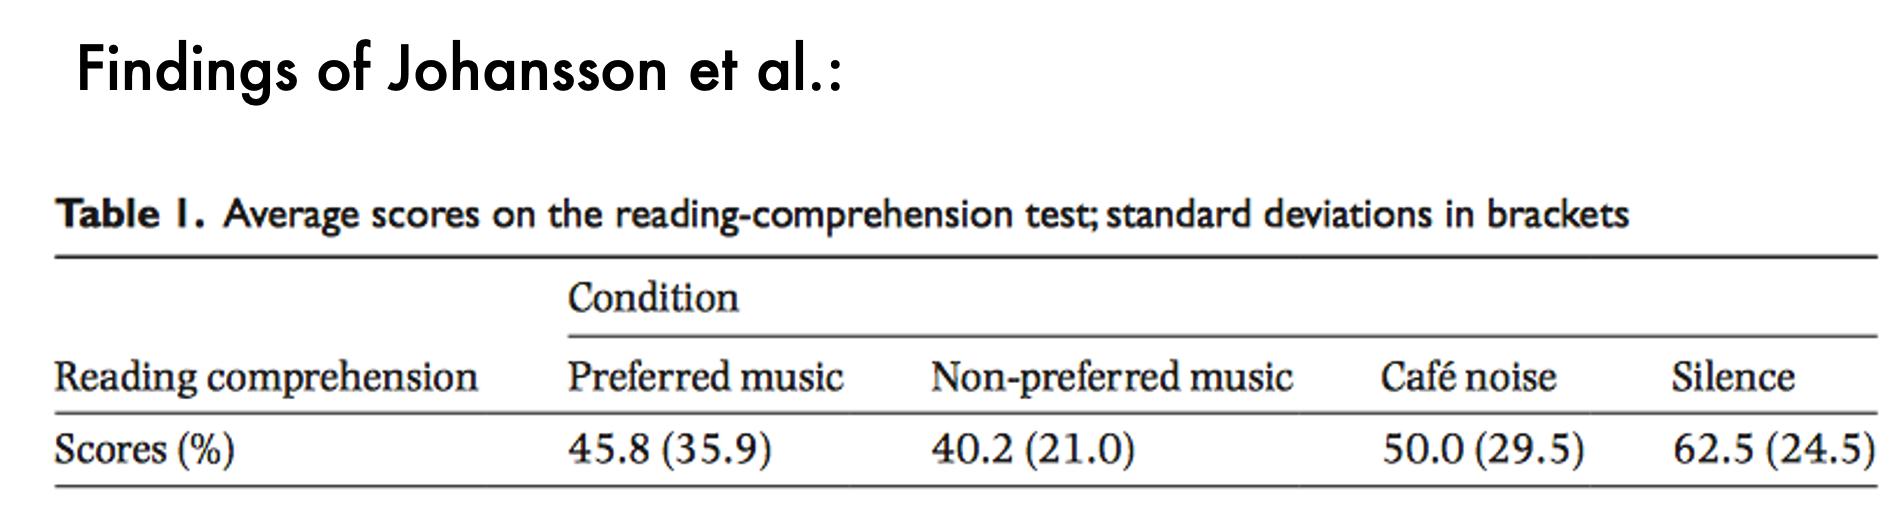 Findings of Johansson et al.:
Table 1. Average scores on the reading-comprehension test; standard deviations in brackets
Condition
Reading comprehension Preferred music Non-preferred music Café noise Silence
Scores (%) 45.8 (35.9) 40.2 (21.0) 50.0 (29.5) 62.5 (24.5)